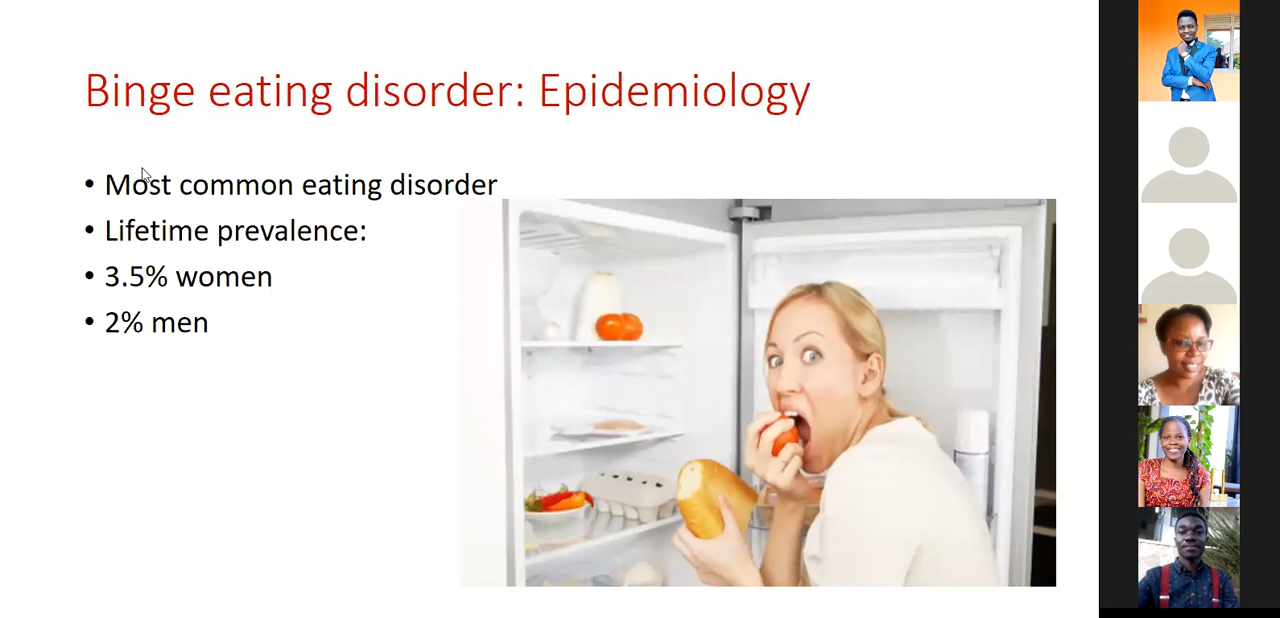 Binge eating disorder: Epidemiology
• Most common eating disorder
• Lifetime prevalence:
• 3.5% women
• 2% men